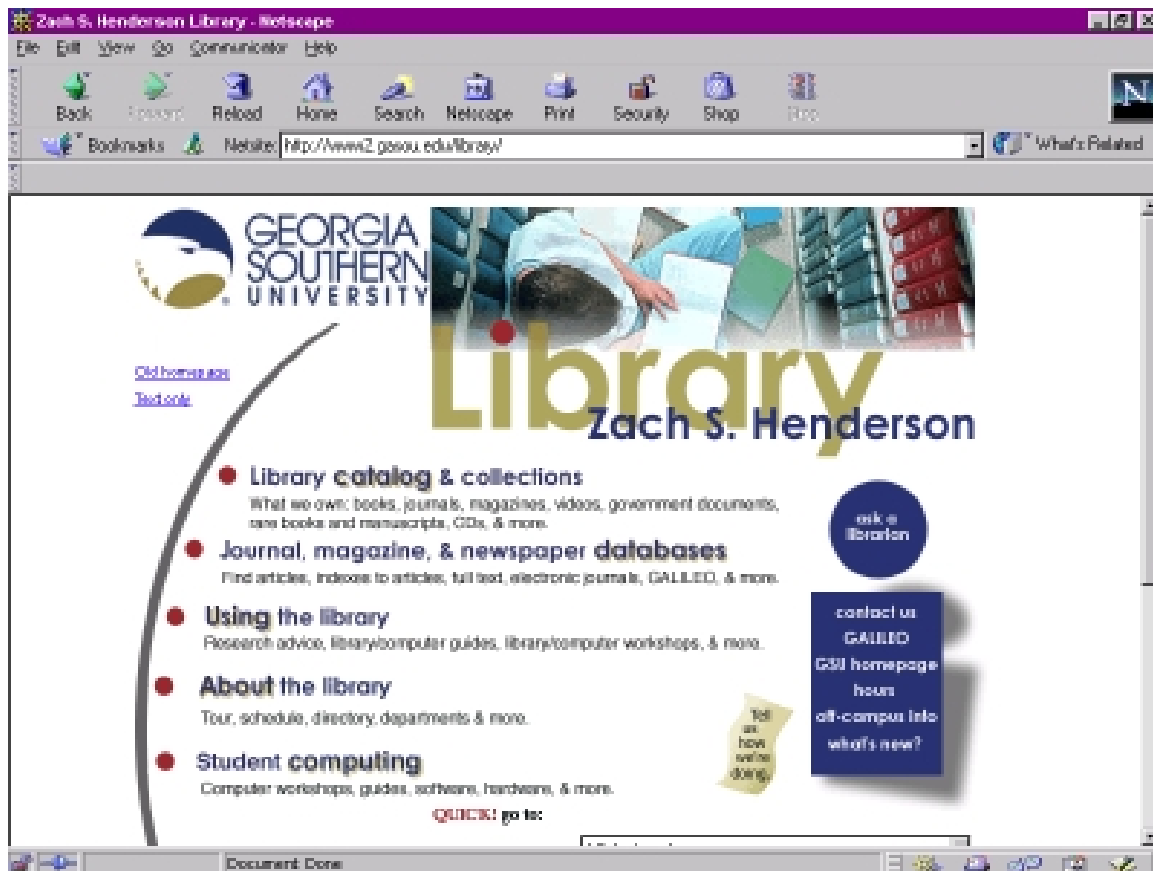 Zach S. Henderson Library - Netscape
File Edit View Go Communicator Help
Back Forward Reload Home Search Netscape Print Security Shop Stop
Bookmarks Netsite: http://www2.gasou.edu/library/ What's Related
GEORGIA
SOUTHERN
UNIVERSITY
Library
Zach S. Henderson
Old homepage
Text only
Library catalog & collections
What we own: books, journals, magazines, videos, government documents,
rare books and manuscripts, CDs, & more.
Journal, magazine, & newspaper databases
Find articles, indexes to articles, full text, electronic journals, GALILEO, & more.
Using the library
Research advice, library/computer guides, library/computer workshops, & more.
About the library
Tour, schedule, directory, departments & more.
Student computing
Computer workshops, guides, software, hardware, & more.
ask a
librarian
contact us
GALILEO
GSU homepage
hours
off-campus info
what's new?
Tell
us
how
we're
doing.
QUICK! go to:
Document: Done